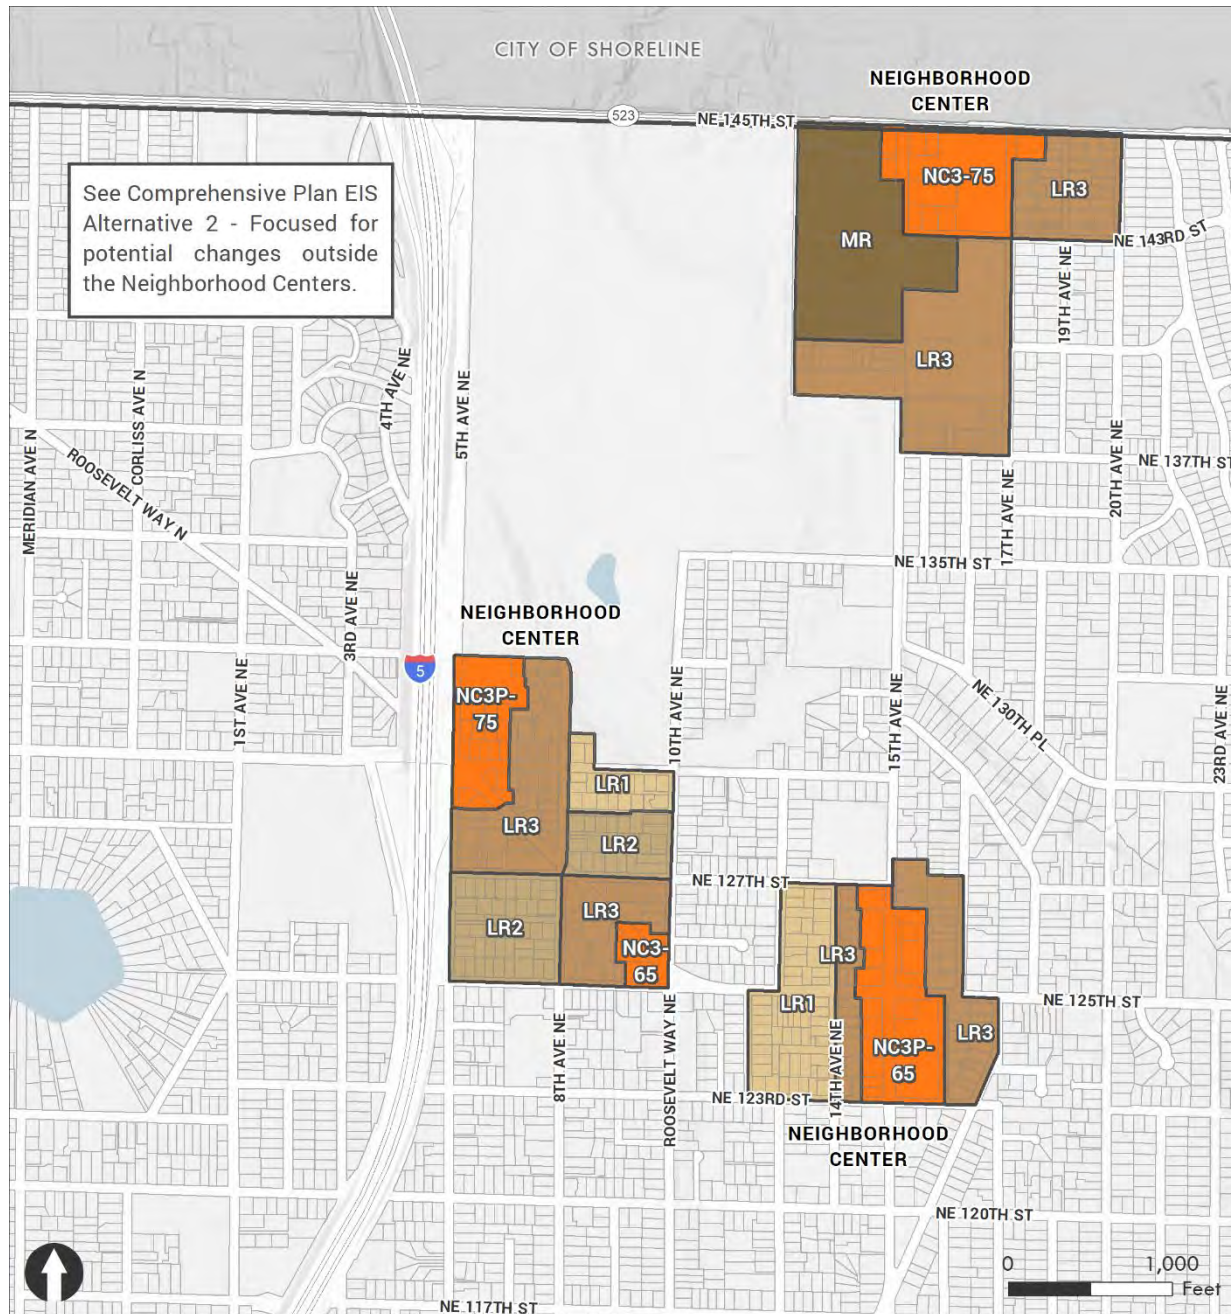 CITY OF SHORELINE
NEIGHBORHOOD
CENTER
523
NE 145TH ST
See Comprehensive Plan EIS
Alternative 2 - Focused for
potential changes outside
the Neighborhood Centers.
NC3-75
LR3
MR
NE 143RD ST
19TH AVE NE
LR3
4TH AVE NE
5TH AVE NE
CORLISS AVE N
MERIDIAN AVE N
ROOSEVELT WAY N
20TH AVE NE
NE 137TH ST
17TH AVE NE
NE 135TH ST
3RD AVE NE
NEIGHBORHOOD
CENTER
5
1ST AVE NE
NC3P-
75
10TH AVE NE
15TH AVE NE
NE 130TH PL
23RD AVE NE
LR1
LR3
LR2
NE 127TH ST
LR2
LR3
NC3-
65
LR3
LR1
NE 125TH ST
NC3P-
65
LR3
8TH AVE NE
ROOSEVELT WAY NE
NE 123RD ST
14TH AVE NE
NEIGHBORHOOD
CENTER
NE 120TH ST
0 1,000
Feet
NE 117TH ST